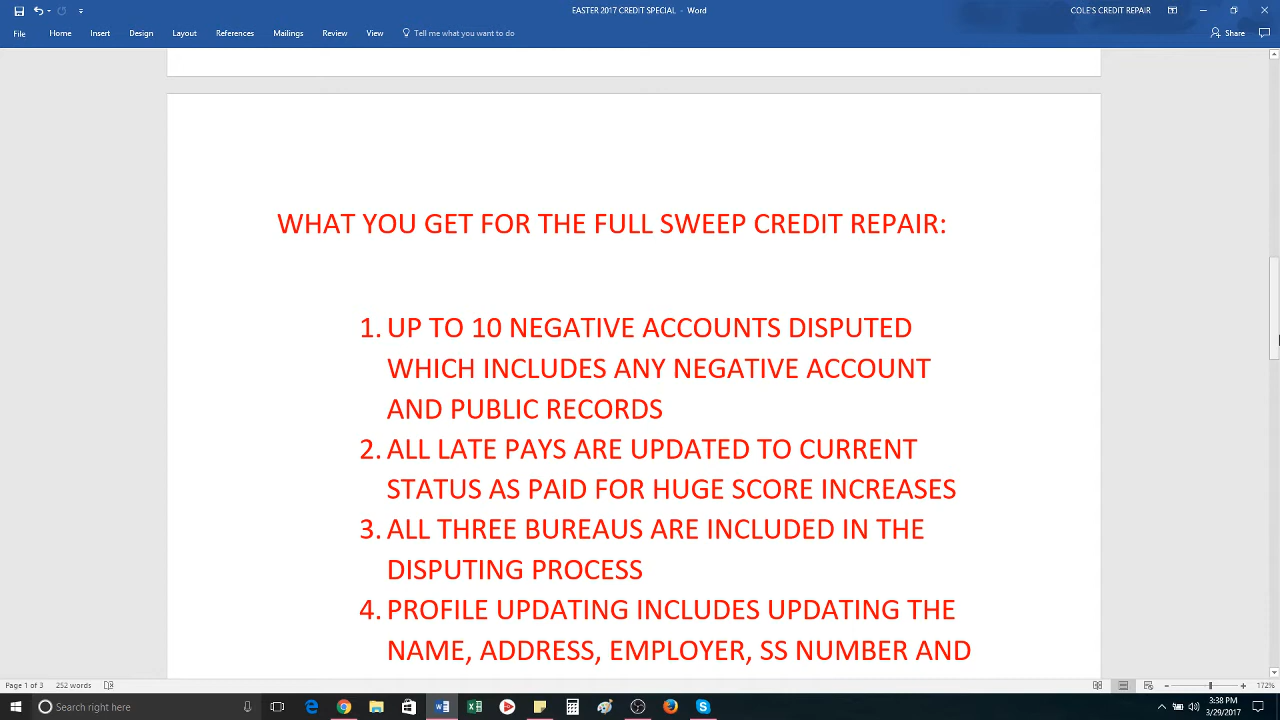 EASTER 2017 CREDIT SPECIAL - Word
COLE'S CREDIT REPAIR
File Home Insert Design Layout References Mailings Review View Tell me what you want to do
Share
WHAT YOU GET FOR THE FULL SWEEP CREDIT REPAIR:
1. UP TO 10 NEGATIVE ACCOUNTS DISPUTED
WHICH INCLUDES ANY NEGATIVE ACCOUNT
AND PUBLIC RECORDS
2. ALL LATE PAYS ARE UPDATED TO CURRENT
STATUS AS PAID FOR HUGE SCORE INCREASES
3. ALL THREE BUREAUS ARE INCLUDED IN THE
DISPUTING PROCESS
4. PROFILE UPDATING INCLUDES UPDATING THE
NAME, ADDRESS, EMPLOYER, SS NUMBER AND
Page 1 of 3 252 words
172%
Search right here
3:38 PM
3/29/2017